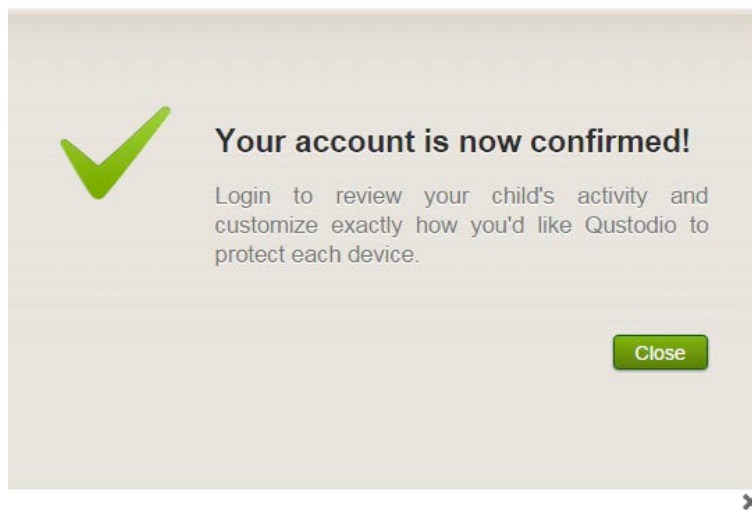 Your account is now confirmed!
Login to review your child's activity and
customize exactly how you'd like Qustodio to
protect each device.
Close